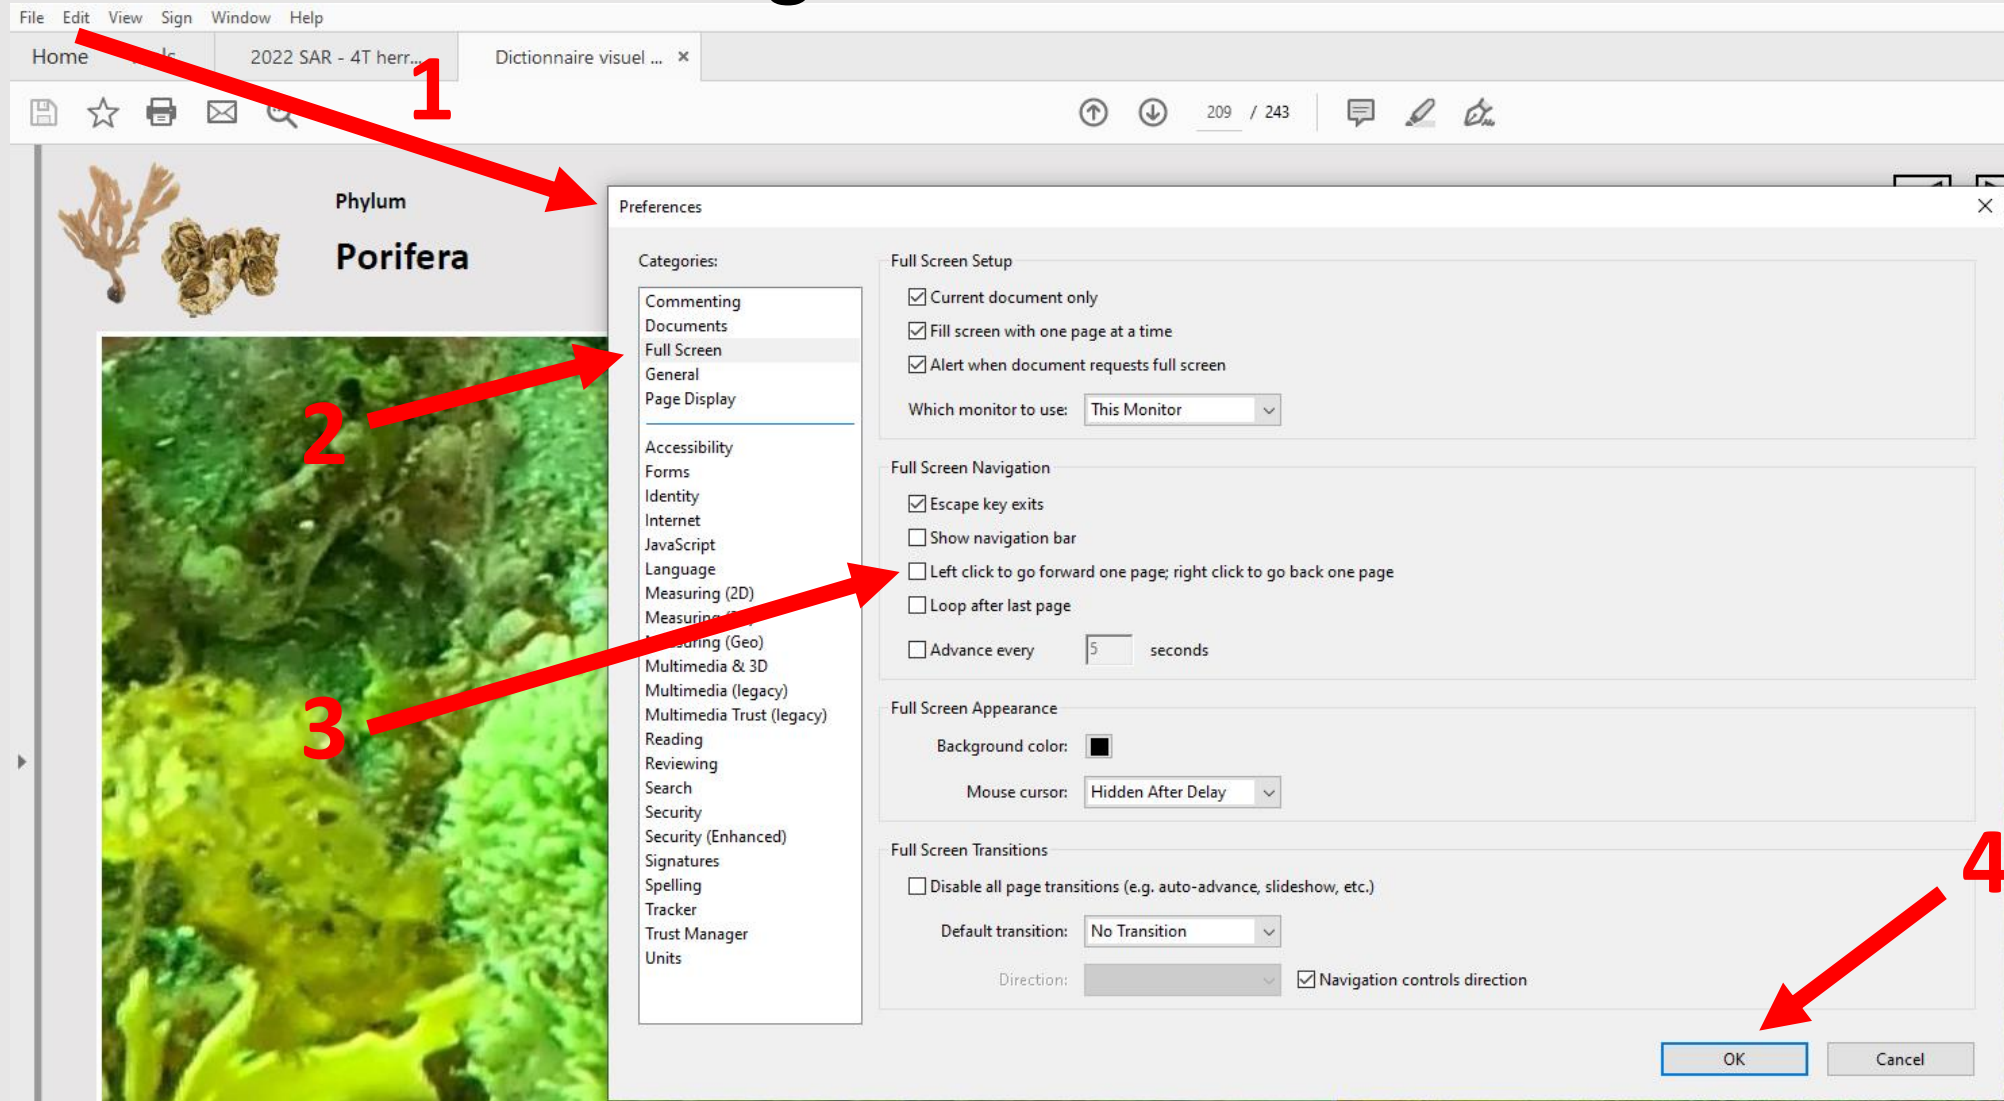 File Edit View Sign Window Help
Home
2022 SAR - 4T herr...
Dictionnaire visuel ... ×
1
209 / 243
Phylum
Porifera
Preferences
Categories:
Commenting
Documents
Full Screen
General
Page Display
Accessibility
Forms
Identity
Internet
JavaScript
Language
Measuring (2D)
Measuring
(Geo)
Multimedia & 3D
Multimedia (legacy)
Multimedia Trust (legacy)
Reading
Reviewing
Search
Security
Security (Enhanced)
Signatures
Spelling
Tracker
Trust Manager
Units
2
3
Full Screen Setup
Current document only
Fill screen with one page at a time
Alert when document requests full screen
Which monitor to use: This Monitor
Full Screen Navigation
Escape key exits
Show navigation bar
Left click to go forward one page; right click to go back one page
Loop after last page
Advance every 5 seconds
Full Screen Appearance
Background color:
Mouse cursor: Hidden After Delay
Full Screen Transitions
Disable all page transitions (e.g. auto-advance, slideshow, etc.)
Default transition: No Transition
Direction:
Navigation controls direction
4
OK Cancel